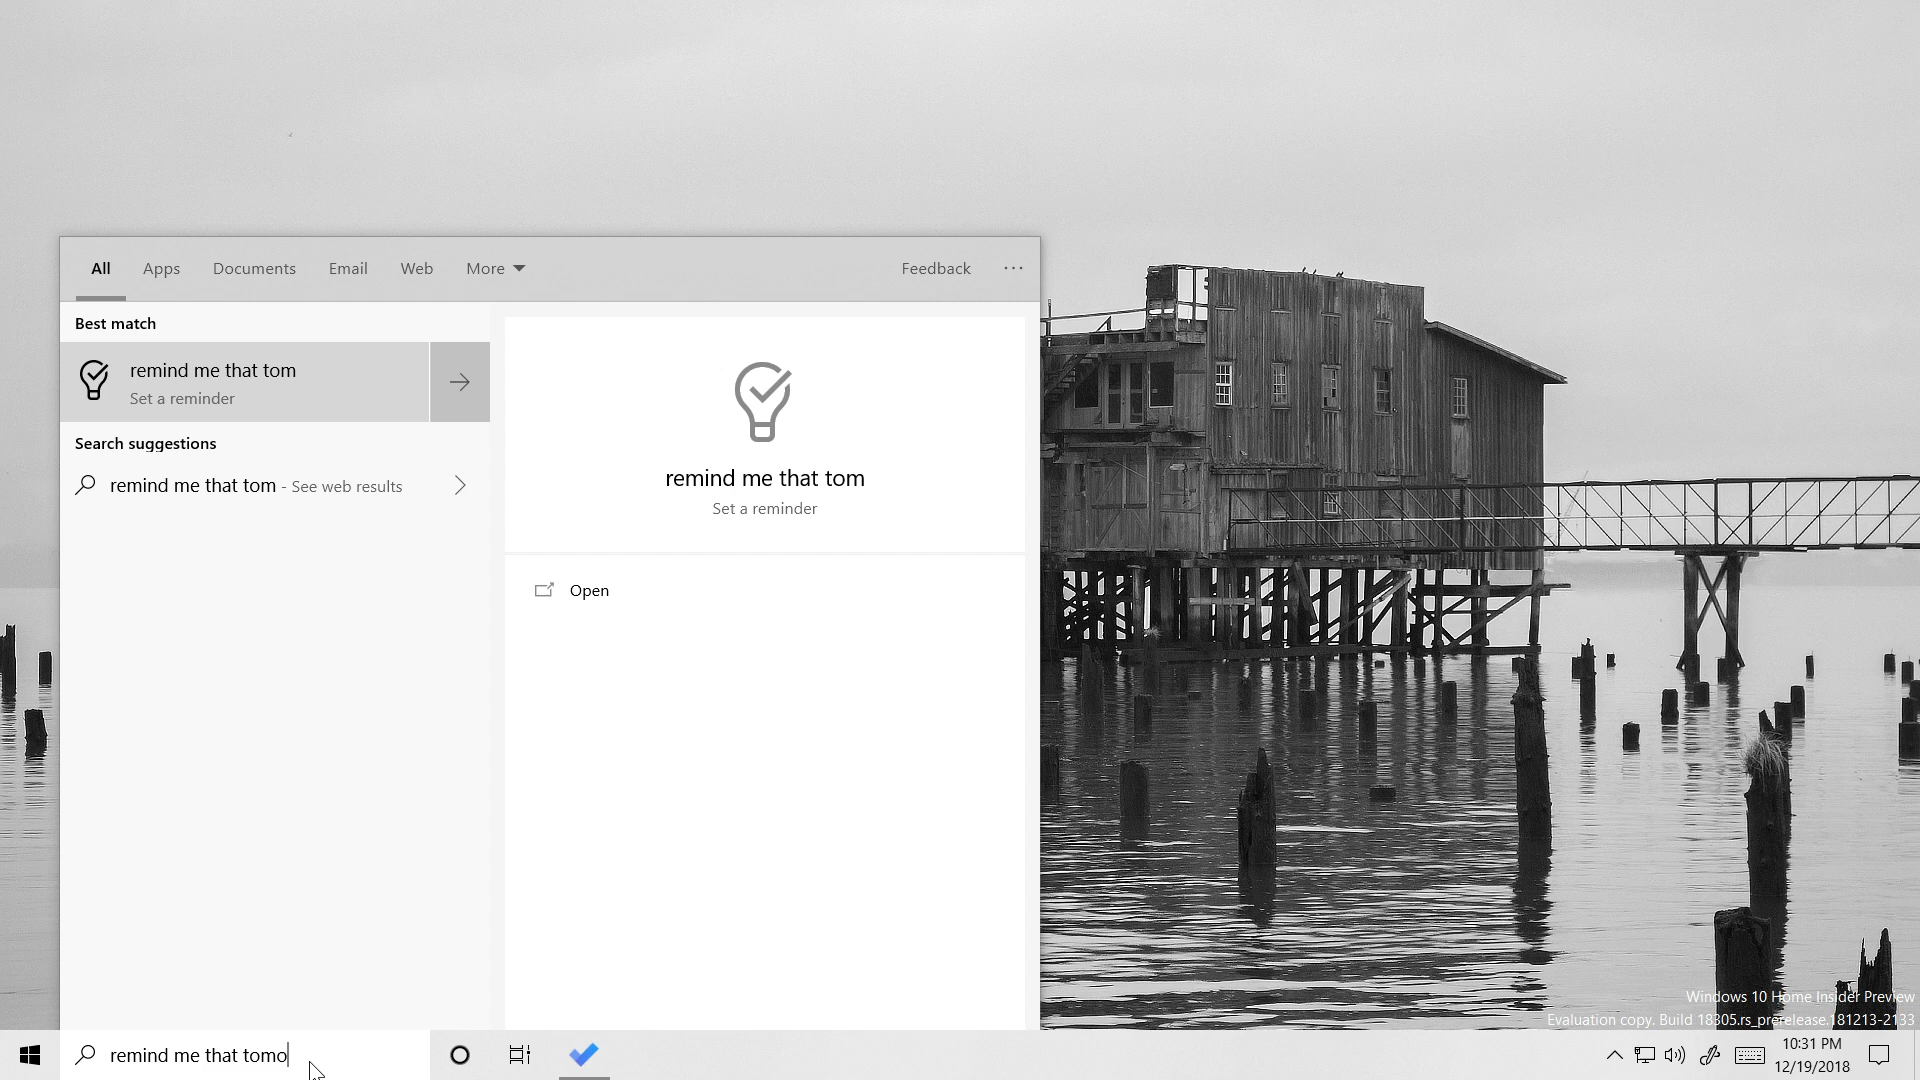 All Apps Documents Email Web More Feedback ...
Best match
remind me that tom
Set a reminder
Search suggestions
remind me that tom - See web results
remind me that tom
Set a reminder
Open
Windows 10 Home Insider Preview
Evaluation copy. Build 18305.rs_prerelease.181213-2133
remind me that tomo
10:31 PM
12/19/2018